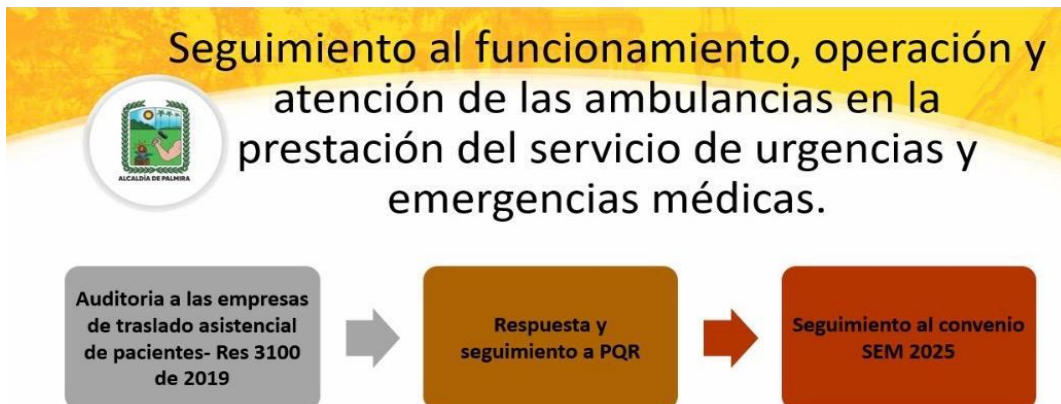 Seguimiento al funcionamiento, operación y
atención de las ambulancias en la
prestación del servicio de urgencias y
emergencias médicas.
ALCALDÍA DE PALMIRA
Auditoria a las empresas
de traslado asistencial
de pacientes- Res 3100
de 2019
Respuesta y
seguimiento a PQR
Seguimiento al convenio
SEM 2025